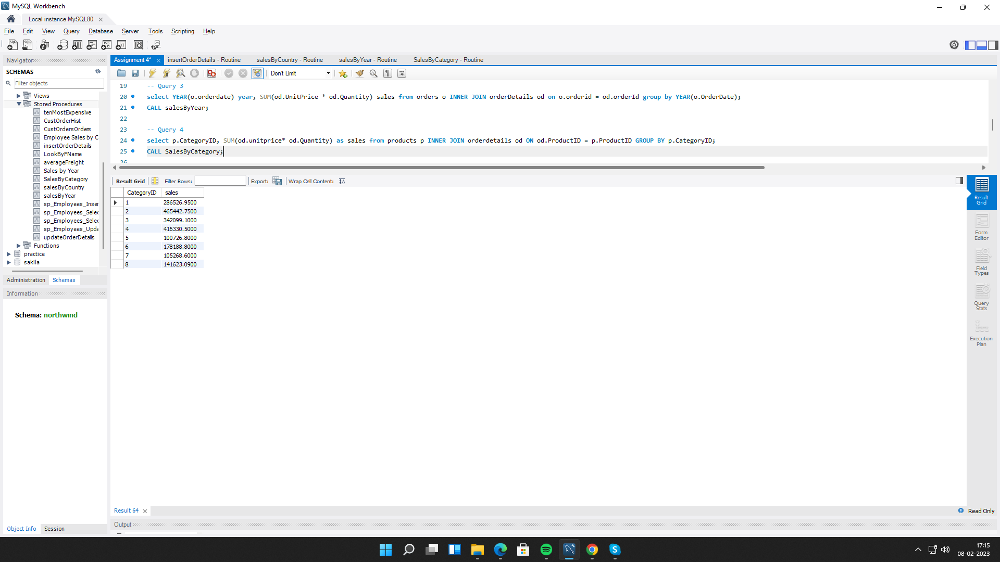 MySQL Workbench
Local instance MySQL80
File Edit View Query Database Server Tools Scripting Help
Navigator
SCHEMAS
Filter objects
Views
Stored Procedures
tenMostExpensive
CustOrderHist
CustOrdersOrders
Employee Sales by C
insertOrderDetails
LookByFName
averageFreight
Sales by Year
SalesByCategory
salesByCountry
salesByYear
sp_Employees_Inser
sp_Employees_Selec
sp_Employees_Selec
sp_Employees_Upda
updateOrderDetails
Functions
practice
sakila
Administration Schemas
Information
Schema: northwind
Object Info Session
Assignment 4* insertOrderDetails - Routine salesByCountry - Routine salesByYear - Routine SalesByCategory - Routine
Don't Limit
19 -- Query 3
20 select YEAR(o.orderdate) year, SUM(od.UnitPrice * od.Quantity) sales from orders o INNER JOIN orderDetails od on o.orderid = od.orderId group by YEAR(o.OrderDate);
21 CALL salesByYear;
22
23 -- Query 4
24 select p.CategoryID, SUM(od.unitprice* od.Quantity) as sales from products p INNER JOIN orderdetails od ON od.ProductID = p.ProductID GROUP BY p.CategoryID;
25 CALL SalesByCategory;
26
Result Grid Filter Rows: Export: Wrap Cell Content:
CategoryID sales
1 286526.9500
2 465442.7500
3 342099.1000
4 416330.5000
5 100726.8000
6 178188.8000
7 105268.6000
8 141623.0900
Result
Grid
Form
Editor
Field
Types
Query
Stats
Execution
Plan
Result 64
Read Only
Output
17:15
08-02-2023